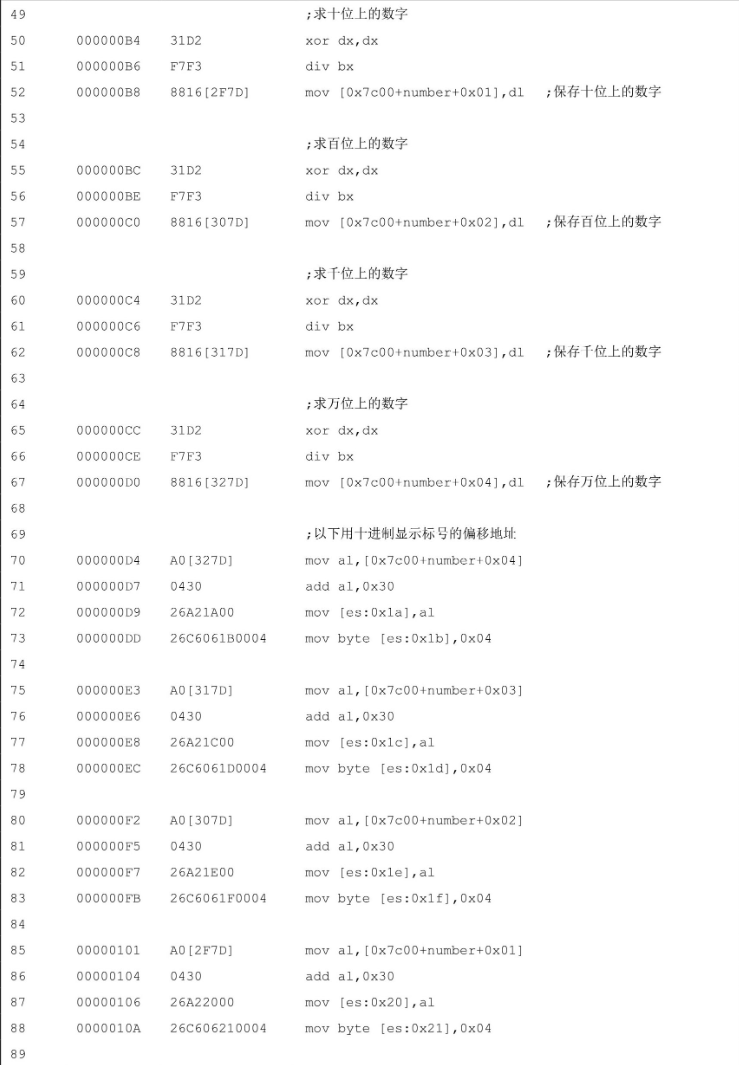 49 ;求十位上的数字
50 000000B4 31D2 xor dx,dx
51 000000B6 F7F3 div bx
52 000000B8 8816[2F7D] mov [0x7c00+number+0x01],dl ;保存十位上的数字
53
54 ;求百位上的数字
55 000000BC 31D2 xor dx,dx
56 000000BE F7F3 div bx
57 000000C0 8816[307D] mov [0x7c00+number+0x02],dl ;保存百位上的数字
58
59 ;求千位上的数字
60 000000C4 31D2 xor dx,dx
61 000000C6 F7F3 div bx
62 000000C8 8816[317D] mov [0x7c00+number+0x03],dl ;保存千位上的数字
63
64 ;求万位上的数字
65 000000CC 31D2 xor dx,dx
66 000000CE F7F3 div bx
67 000000D0 8816[327D] mov [0x7c00+number+0x04],dl ;保存万位上的数字
68
69 ;以下用十进制显示标号的偏移地址
70 000000D4 A0[327D] mov al,[0x7c00+number+0x04]
71 000000D7 0430 add al,0x30
72 000000D9 26A21A00 mov [es:0x1a],al
73 000000DD 26C6061B0004 mov byte [es:0x1b],0x04
74
75 000000E3 A0[317D] mov al,[0x7c00+number+0x03]
76 000000E6 0430 add al,0x30
77 000000E8 26A21C00 mov [es:0x1c],al
78 000000EC 26C6061D0004 mov byte [es:0x1d],0x04
79
80 000000F2 A0[307D] mov al,[0x7c00+number+0x02]
81 000000F5 0430 add al,0x30
82 000000F7 26A21E00 mov [es:0x1e],al
83 000000FB 26C6061F0004 mov byte [es:0x1f],0x04
84
85 00000101 A0[2F7D] mov al,[0x7c00+number+0x01]
86 00000104 0430 add al,0x30
87 00000106 26A22000 mov [es:0x20],al
88 0000010A 26C606210004 mov byte [es:0x21],0x04
89